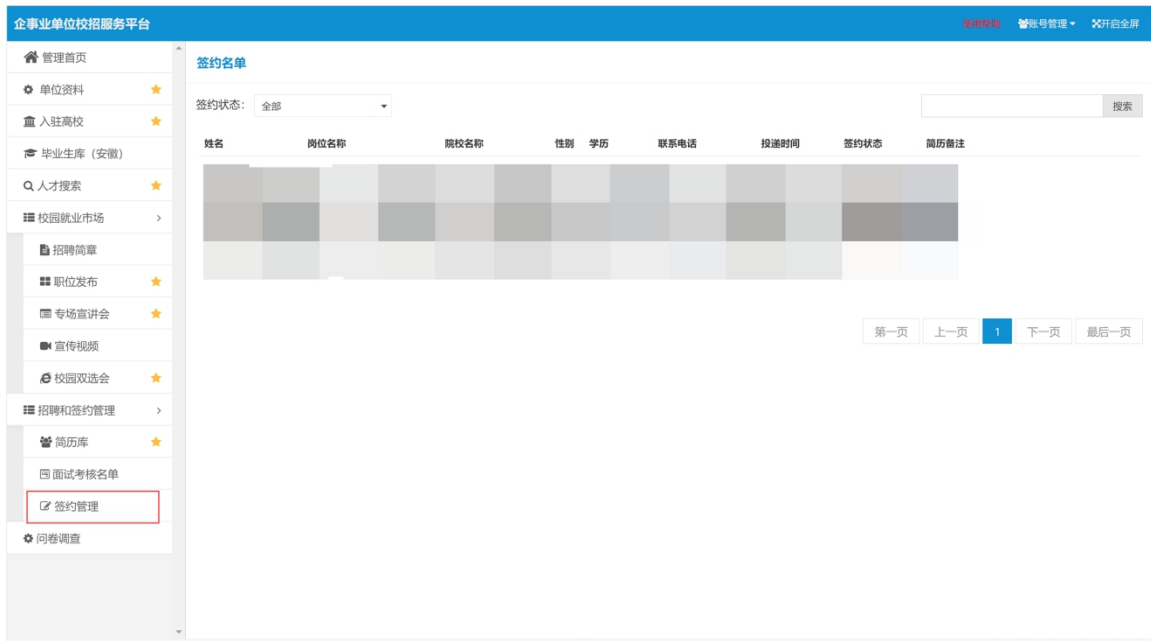 企事业单位校招服务平台
使用帮助 账号管理 开启全屏
管理首页
单位资料
入驻高校
毕业生库（安徽）
人才搜索
校园就业市场
招聘简章
职位发布
专场宣讲会
宣传视频
校园双选会
招聘和签约管理
简历库
面试考核名单
签约管理
问卷调查
签约名单
签约状态： 全部 搜索
姓名 岗位名称 院校名称 性别 学历 联系电话 投递时间 签约状态 简历备注
第一页 上一页 1 下一页 最后一页